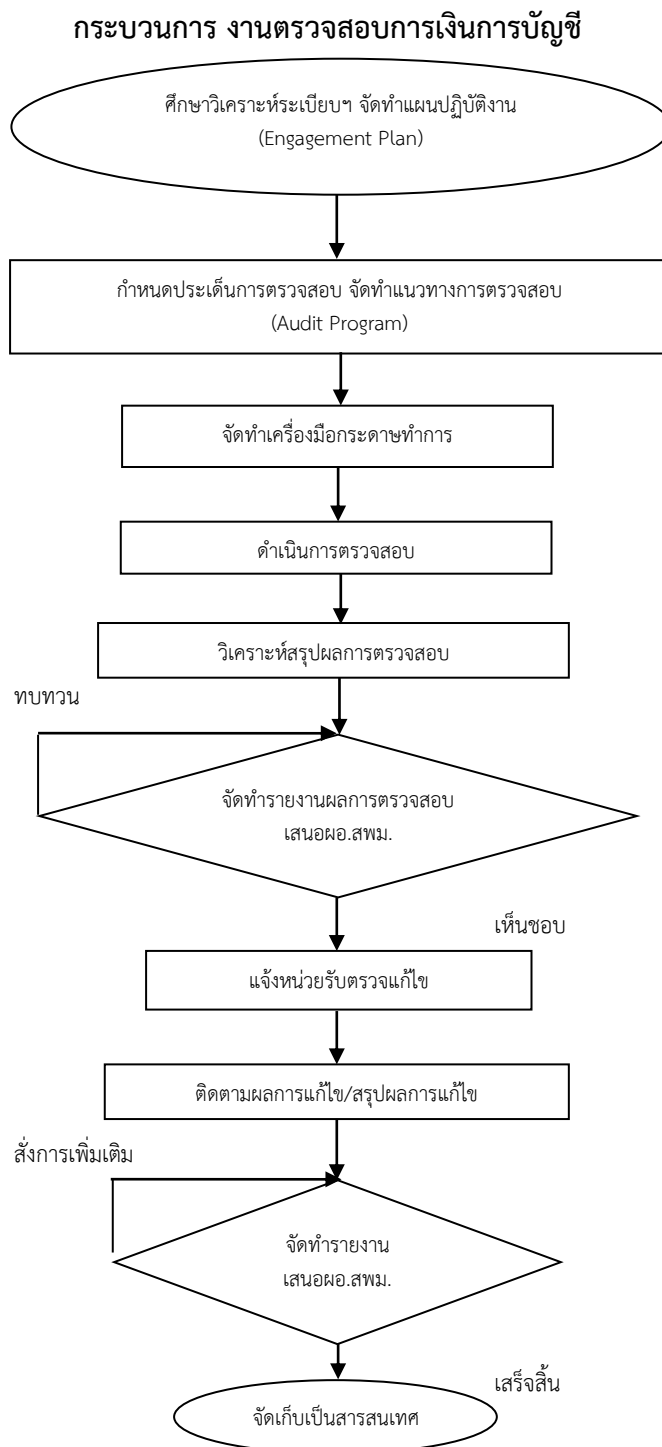 กระบวนการ งานตรวจสอบการเงินการบัญชี
ศึกษาวิเคราะห์ระเบียบฯ จัดทำแผนปฏิบัติงาน
(Engagement Plan)
กำหนดประเด็นการตรวจสอบ จัดทำแนวทางการตรวจสอบ
(Audit Program)
จัดทำเครื่องมือกระดาษทำการ
ดำเนินการตรวจสอบ
วิเคราะห์สรุปผลการตรวจสอบ
ทบทวน
จัดทำรายงานผลการตรวจสอบ
เสนอผอ.สพม.
เห็นชอบ
แจ้งหน่วยรับตรวจแก้ไข
ติดตามผลการแก้ไข/สรุปผลการแก้ไข
สั่งการเพิ่มเติม
จัดทำรายงาน
เสนอผอ.สพม.
เสร็จสิ้น
จัดเก็บเป็นสารสนเทศ